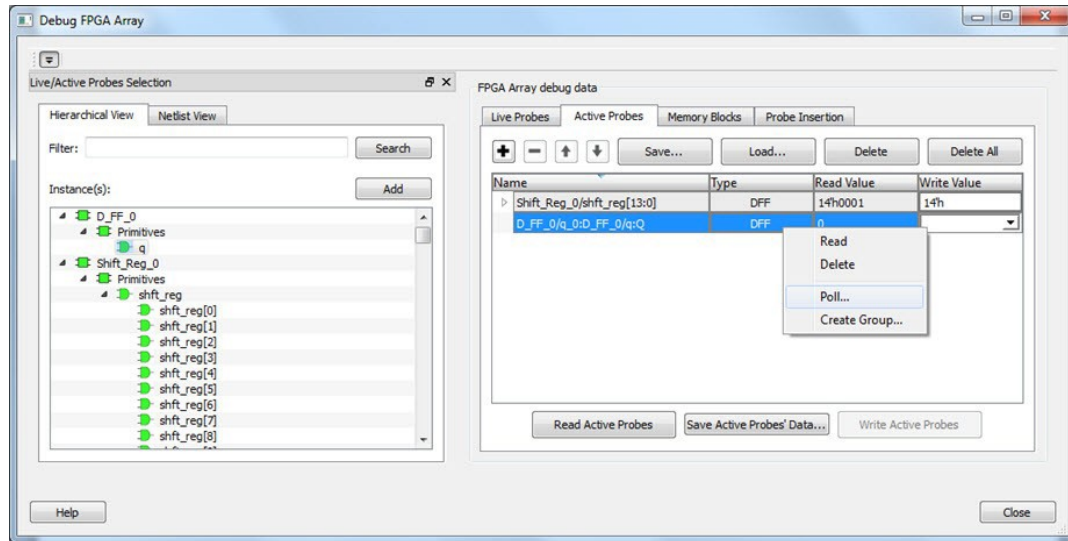 Debug FPGA Array
Live/Active Probes Selection
Hierarchical View
Netlist View
Filter:
Search
Instance(s):
Add
D_FF_0
Primitives
q
Shift_Reg_0
Primitives
shft_reg
shft_reg[0]
shft_reg[1]
shft_reg[2]
shft_reg[3]
shft_reg[4]
shft_reg[5]
shft_reg[6]
shft_reg[7]
shft_reg[8]
FPGA Array debug data
Live Probes
Active Probes
Memory Blocks
Probe Insertion
Save...
Load...
Delete
Delete All
Name Type Read Value Write Value
Shift_Reg_0/shft_reg[13:0] DFF 14'h0001 14'h
D_FF_0/q_0:D_FF_0/q:Q DFF 0
Read
Delete
Poll...
Create Group...
Read Active Probes
Save Active Probes' Data...
Write Active Probes
Help
Close